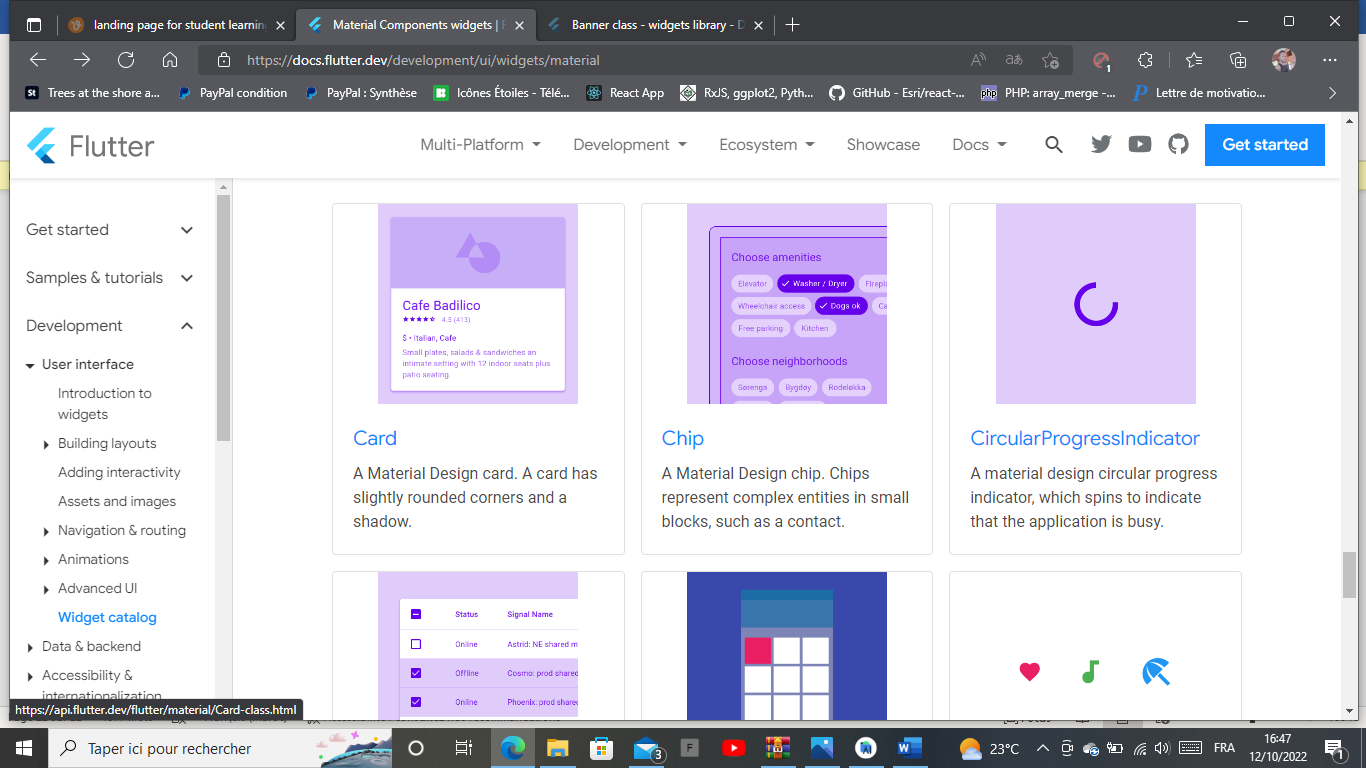 landing page for student learning
Material Components widgets | F
Banner class - widgets library - D
https://docs.flutter.dev/development/ui/widgets/material
1
Trees at the shore a...
PayPal condition
PayPal : Synthèse
Icônes Étoiles - Télé...
React App
RxJS, ggplot2, Pyth...
GitHub - Esri/react-...
PHP: array_merge -...
Lettre de motivatio...
Flutter
Multi-Platform
Development
Ecosystem
Showcase
Docs
Get started
Get started
Samples & tutorials
Development
User interface
Introduction to
widgets
Building layouts
Adding interactivity
Assets and images
Navigation & routing
Animations
Advanced UI
Widget catalog
Data & backend
Accessibility &
internationalization
https://api.flutter.dev/flutter/material/Card-class.html
Cafe Badilico
4.5 (413)
$ • Italian, Cafe
Small plates, salads & sandwiches an
intimate setting with 12 indoor seats plus
patio seating.
Card
A Material Design card. A card has
slightly rounded corners and a
shadow.
Choose amenities
Elevator
Washer / Dryer
Firepla
Wheelchair access
Dogs ok
Ca
Free parking
Kitchen
Choose neighborhoods
Sørenga
Bygdøy
Rodeløkka
Chip
A Material Design chip. Chips
represent complex entities in small
blocks, such as a contact.
CircularProgressIndicator
A material design circular progress
indicator, which spins to indicate
that the application is busy.
Status
Signal Name
Online
Astrid: NE shared m
Offline
Cosmo: prod shared
Online
Phoenix: prod shared
Taper ici pour rechercher
3
F
23°C
FRA
16:47
12/10/2022
1